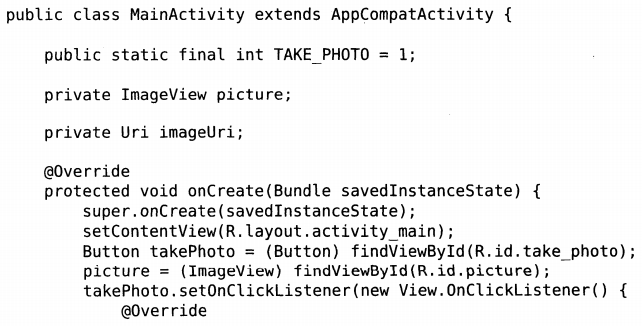 public class MainActivity extends AppCompatActivity {
public static final int TAKE_PHOTO = 1;
private ImageView picture;
private Uri imageUri;
@Override
protected void onCreate(Bundle savedInstanceState) {
super.onCreate(savedInstanceState);
setContentView(R.layout.activity_main);
Button takePhoto = (Button) findViewById(R.id.take_photo);
picture = (ImageView) findViewById(R.id.picture);
takePhoto.setOnClickListener(new View.OnClickListener() {
@Override